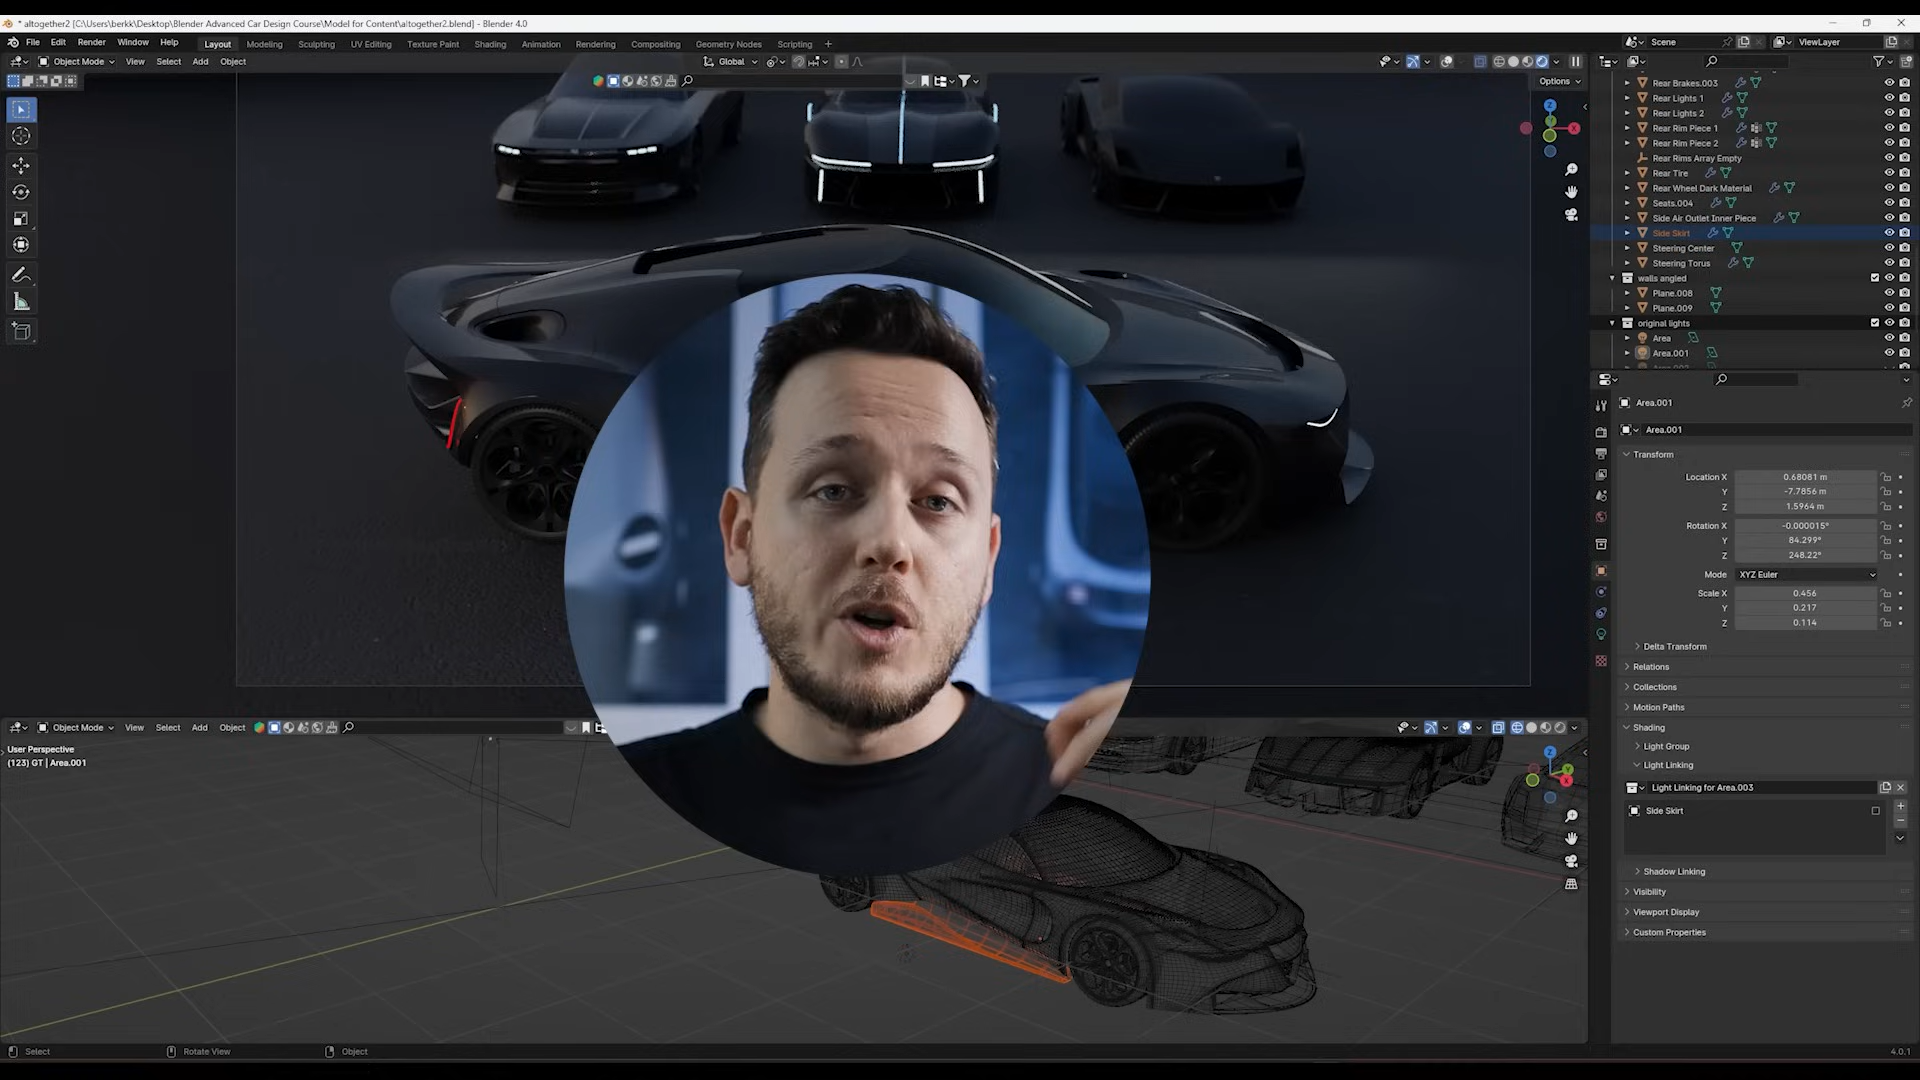 * altogether2 [C:\Users\berkk\Desktop\Blender Advanced Car Design Course\Model for Content\altogether2.blend] - Blender 4.0
File Edit Render Window Help Layout Modeling Sculpting UV Editing Texture Paint Shading Animation Rendering Compositing Geometry Nodes Scripting + Scene ViewLayer
Object Mode View Select Add Object Global
Options
Rear Brakes.003
Rear Lights 1
Rear Lights 2
Rear Rim Piece 1
Rear Rim Piece 2
Rear Rims Array Empty
Rear Tire
Rear Wheel Dark Material
Seats.004
Side Air Outlet Inner Piece
Side Skirt
Steering Center
Steering Torus
walls angled
Plane.008
Plane.009
original lights
Area
Area.001
Area.001
Area.001
Transform
Location X 0.68081 m
Y -7.7856 m
Z 1.5964 m
Rotation X -0.000015°
Y 84.299°
Z 248.22°
Mode XYZ Euler
Scale X 0.456
Y 0.217
Z 0.114
Delta Transform
Relations
Collections
Motion Paths
Shading
Light Group
Light Linking
Light Linking for Area.003
Side Skirt
Shadow Linking
Visibility
Viewport Display
Custom Properties
Object Mode View Select Add Object
User Perspective
(123) GT | Area.001
Z
X
Z
Y
X
Select Rotate View Object 4.0.1